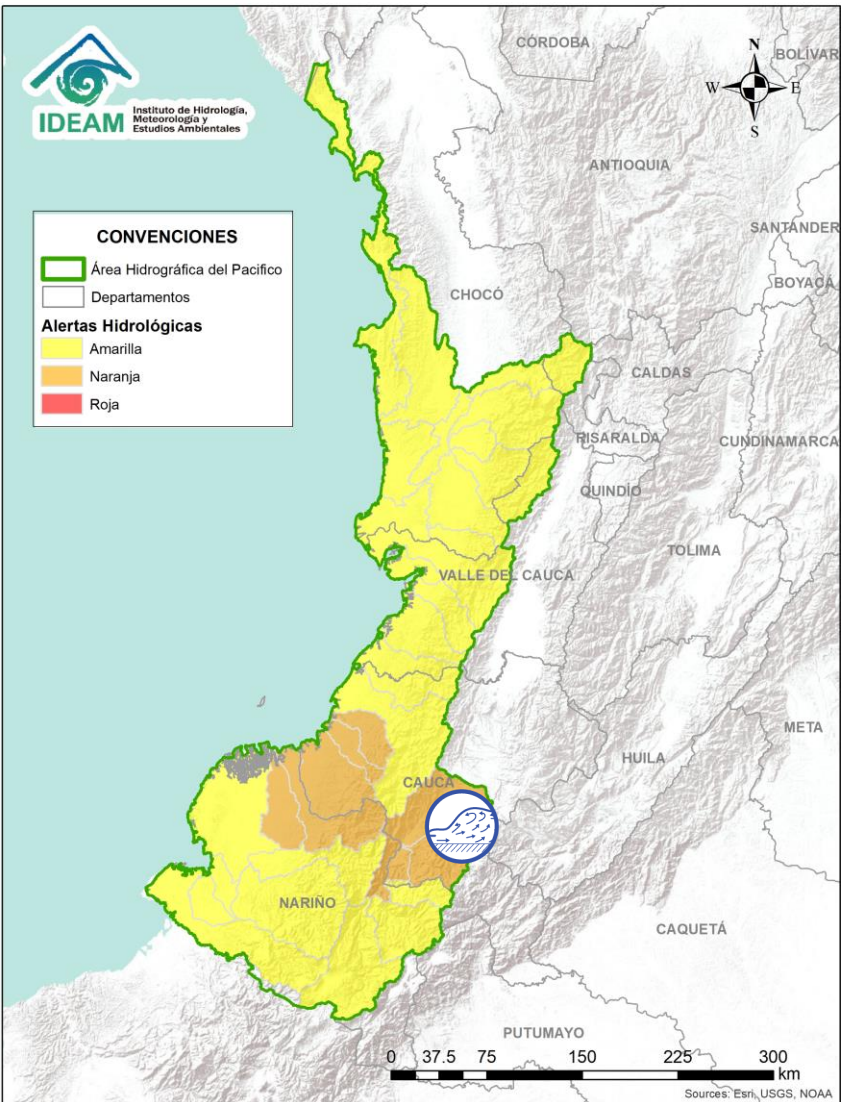 IDEAM
Instituto de Hidrología,
Meteorología y
Estudios Ambientales
N
W
E
S
CÓRDOBA
BOLÍVAR
ANTIOQUIA
SANTANDER
BOYACÁ
CHOCÓ
CALDAS
RISARALDA
CUNDINAMARCA
QUINDÍO
TOLIMA
VALLE DEL CAUCA
META
HUILA
CAUCA
NARIÑO
CAQUETÁ
PUTUMAYO
CONVENCIONES
Área Hidrográfica del Pacifico
Departamentos
Alertas Hidrológicas
Amarilla
Naranja
Roja
0 37.5 75 150 225 300
km
Sources: Esri, USGS, NOAA